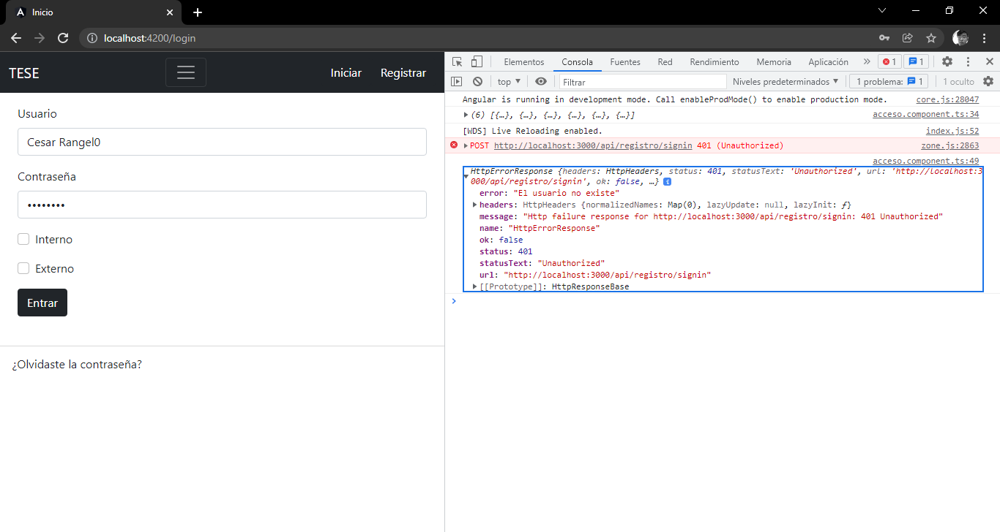 Inicio
localhost:4200/login
TESE
Iniciar
Registrar
Usuario
Cesar Rangel0
Contraseña
••••••••
Interno
Externo
Entrar
¿Olvidaste la contraseña?
Elementos Consola Fuentes Red Rendimiento Memoria Aplicación » 1 1
top ▼ Filtrar Niveles predeterminados ▼ 1 problema: 1 1 oculto
Angular is running in development mode. Call enableProdMode() to enable production mode. core.js:28047
(6) [{…}, {…}, {…}, {…}, {…}, {…}] acceso.component.ts:34
[WDS] Live Reloading enabled. index.js:52
POST http://localhost:3000/api/registro/signin 401 (Unauthorized) zone.js:2863
acceso.component.ts:49
HttpErrorResponse {headers: HttpHeaders, status: 401, statusText: 'Unauthorized', url: 'http://localhost:3
000/api/registro/signin', ok: false, …} i
error: "El usuario no existe"
headers: HttpHeaders {normalizedNames: Map(0), lazyUpdate: null, lazyInit: ƒ}
message: "Http failure response for http://localhost:3000/api/registro/signin: 401 Unauthorized"
name: "HttpErrorResponse"
ok: false
status: 401
statusText: "Unauthorized"
url: "http://localhost:3000/api/registro/signin"
[[Prototype]]: HttpResponseBase